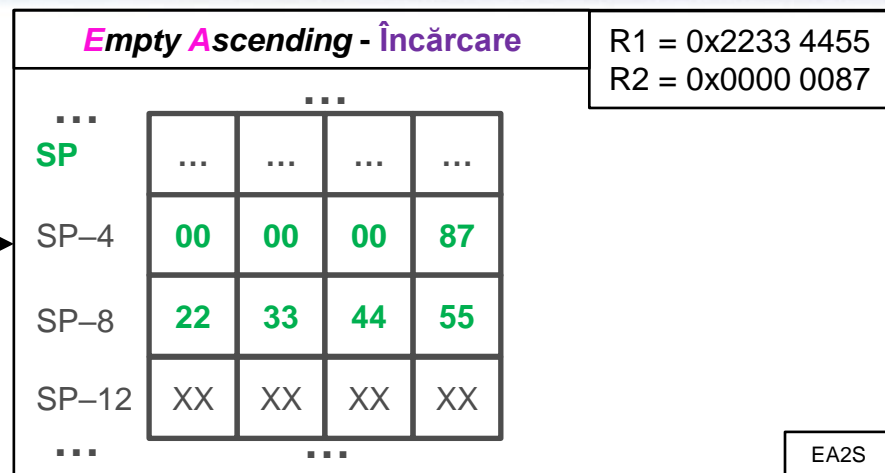 Empty Ascending - Încărcare
R1 = 0x2233 4455
R2 = 0x0000 0087
... ...
SP ... ... ... ...
SP–4 00 00 00 87
SP–8 22 33 44 55
SP–12 XX XX XX XX
... ...
EA2S